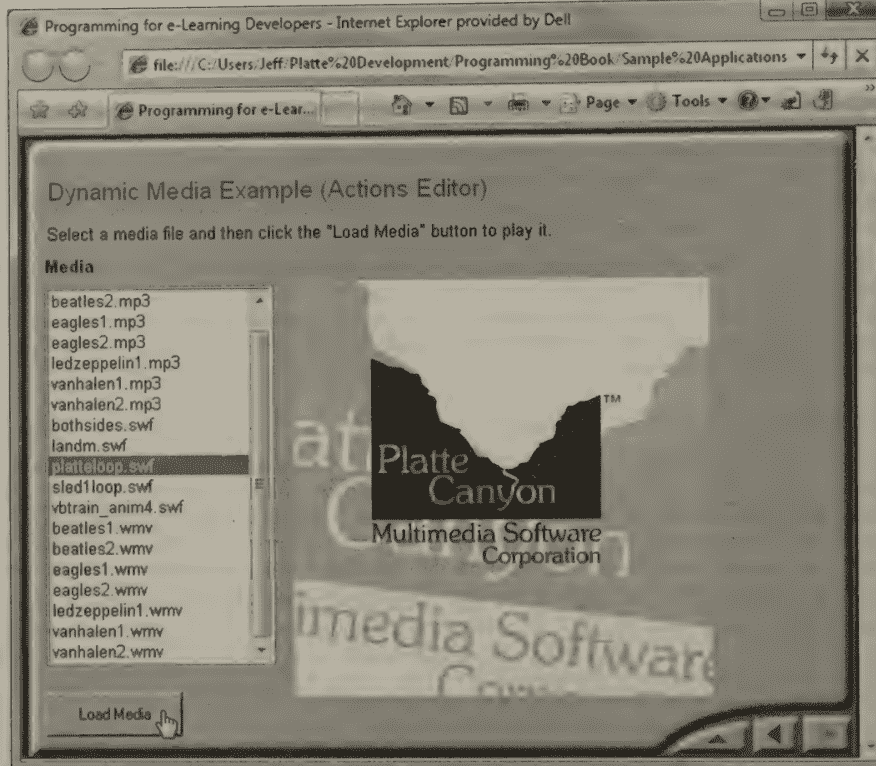 Programming for e-Learning Developers - Internet Explorer provided by Dell
file:///C:/Users/Jeff/Platte%20Development/Programming%20Book/Sample%20Applications
Programming for e-Lear...
Page
Tools
Dynamic Media Example (Actions Editor)
Select a media file and then click the "Load Media" button to play it.
Media
beatles2.mp3
eagles1.mp3
eagles2.mp3
ledzeppelin1.mp3
vanhalen1.mp3
vanhalen2.mp3
bothsides.swf
landm.swf
platteloop.swf
sled1loop.swf
vbtrain_anim4.swf
beatles1.wmv
beatles2.wmv
eagles1.wmv
eagles2.wmv
ledzeppelin1.wmv
vanhalen1.wmv
vanhalen2.wmv
TM
Platte
Canyon
Multimedia Software
Corporation
imedia Software
Load Media